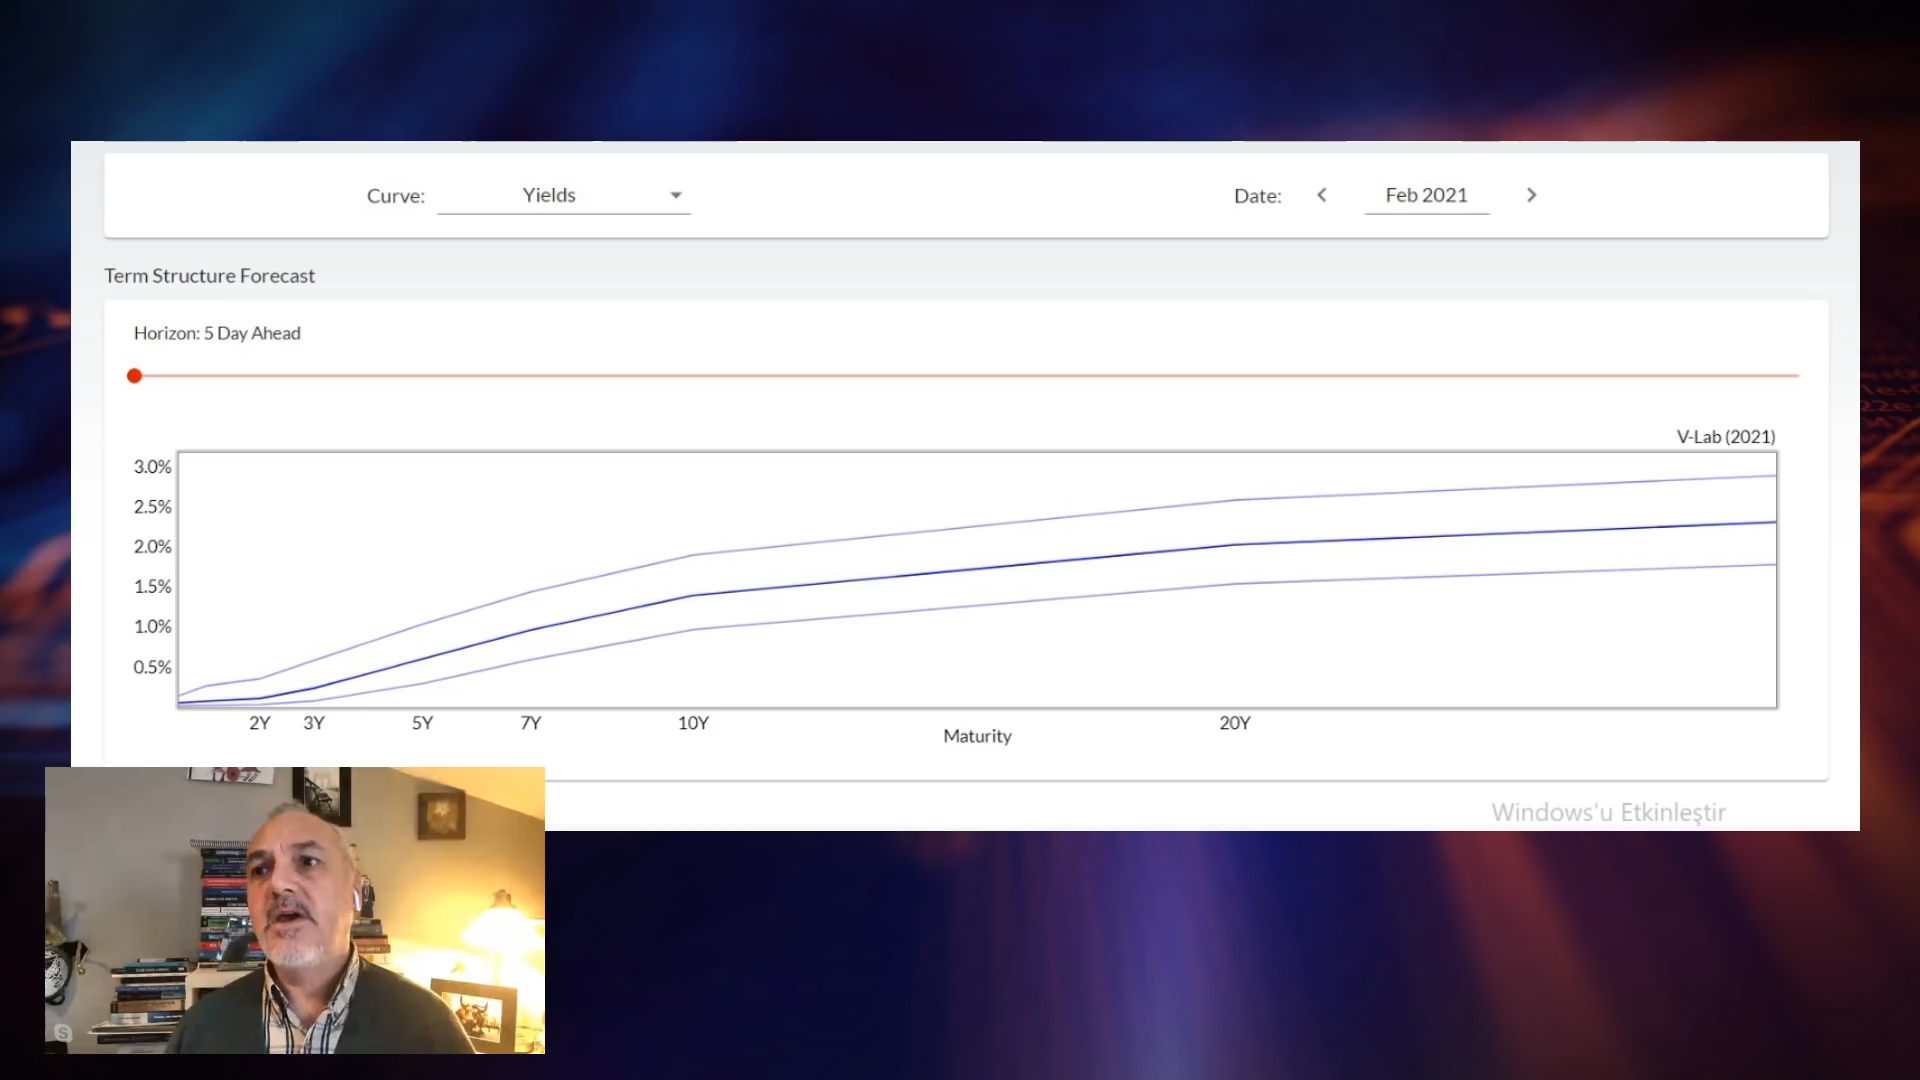 Curve: Yields Date: < Feb 2021 >
Term Structure Forecast
Horizon: 5 Day Ahead
V-Lab (2021)
3.0%
2.5%
2.0%
1.5%
1.0%
0.5%
2Y 3Y 5Y 7Y 10Y 20Y
Maturity
Windows'u Etkinleştir